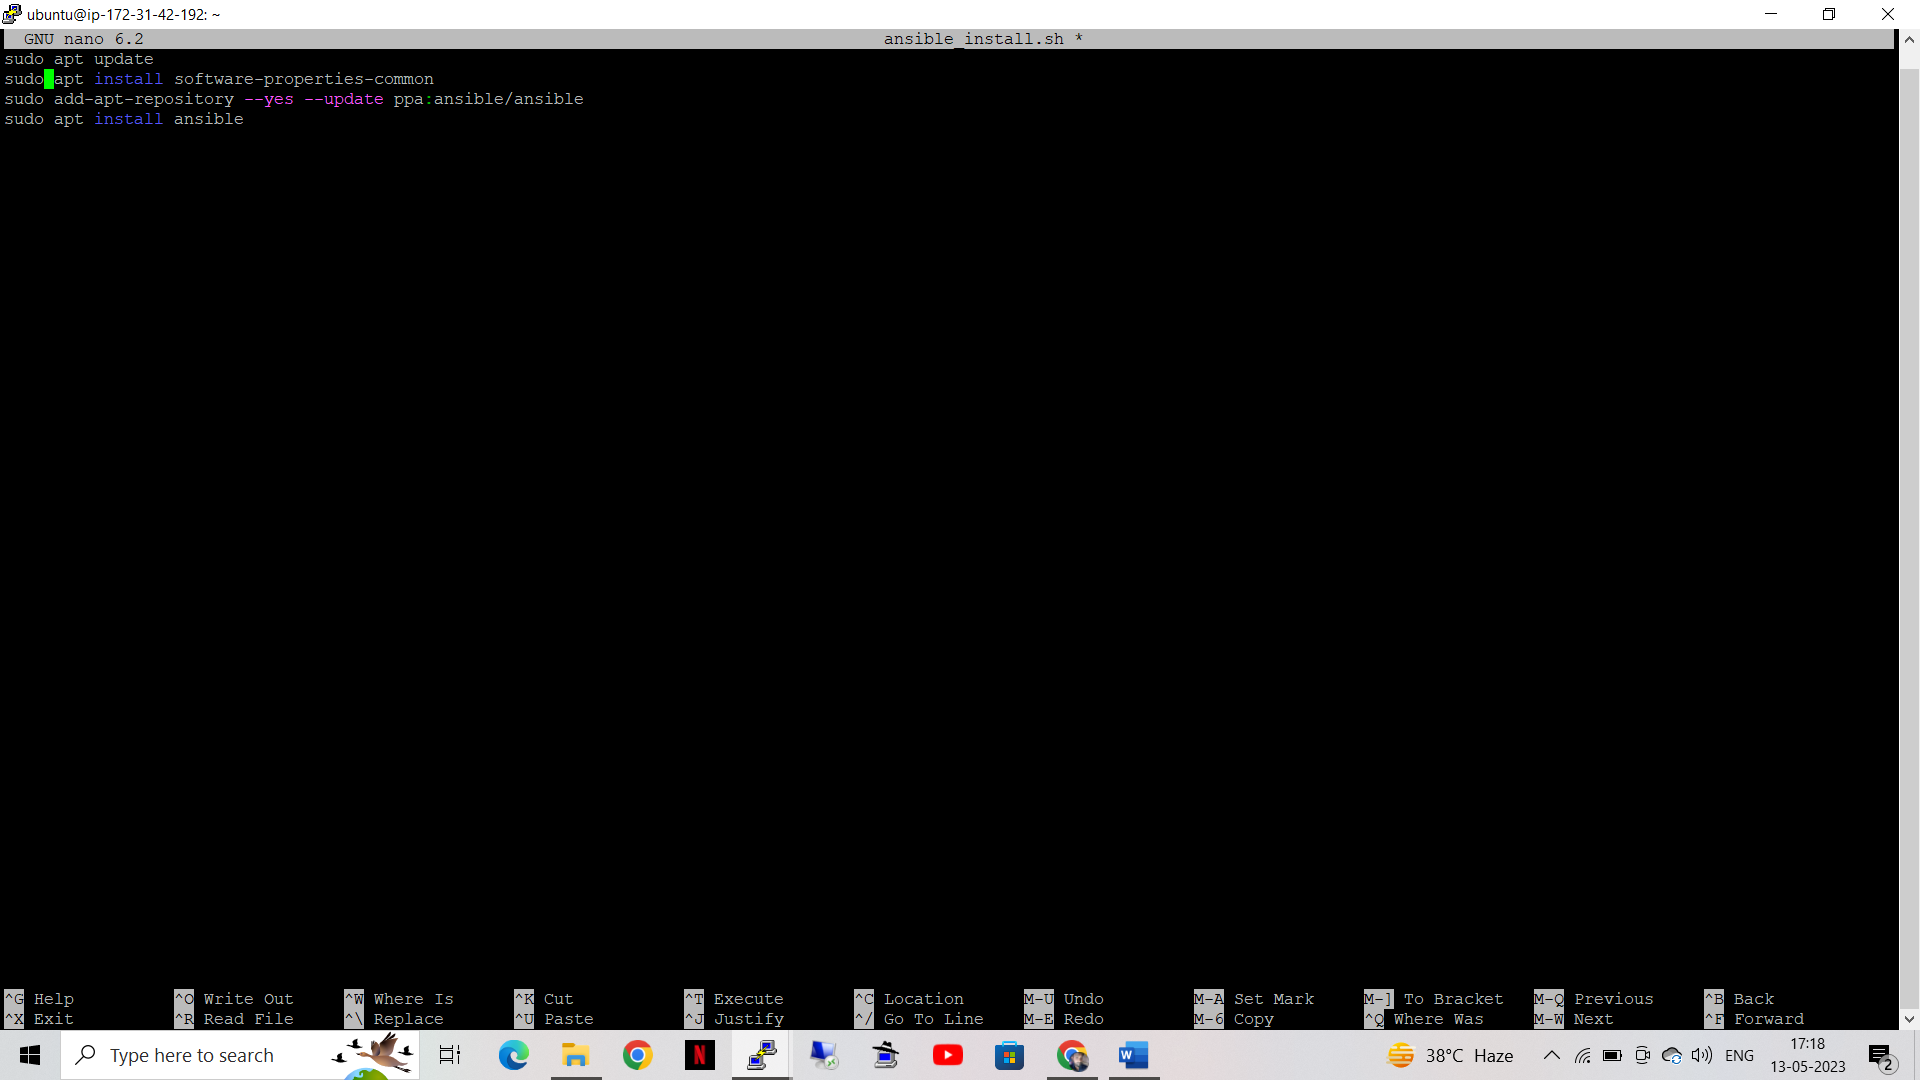 ubuntu@ip-172-31-42-192: ~
GNU nano 6.2 ansible_install.sh *
sudo apt update
sudo apt install software-properties-common
sudo add-apt-repository --yes --update ppa:ansible/ansible
sudo apt install ansible
^G Help ^O Write Out ^W Where Is ^K Cut ^T Execute ^C Location M-U Undo M-A Set Mark M-] To Bracket M-Q Previous ^B Back
^X Exit ^R Read File ^\ Replace ^U Paste ^J Justify ^/ Go To Line M-E Redo M-6 Copy ^Q Where Was M-W Next ^F Forward
Type here to search
N
W
38°C Haze
ENG
17:18
13-05-2023
2